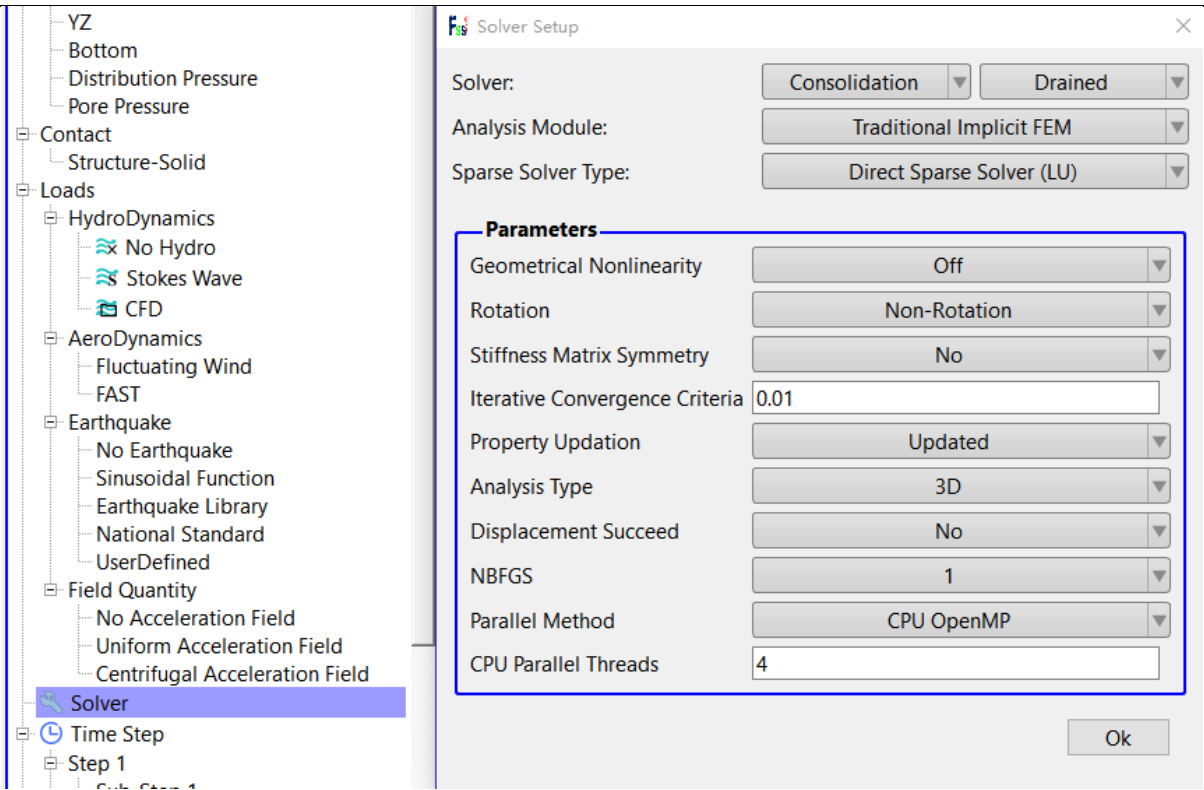 YZ
Bottom
Distribution Pressure
Pore Pressure
Contact
Structure-Solid
Loads
HydroDynamics
No Hydro
Stokes Wave
CFD
AeroDynamics
Fluctuating Wind
FAST
Earthquake
No Earthquake
Sinusoidal Function
Earthquake Library
National Standard
UserDefined
Field Quantity
No Acceleration Field
Uniform Acceleration Field
Centrifugal Acceleration Field
Solver
Time Step
Step 1
Sub-Step 1
Solver Setup
Solver: Consolidation Drained
Analysis Module: Traditional Implicit FEM
Sparse Solver Type: Direct Sparse Solver (LU)
Parameters
Geometrical Nonlinearity Off
Rotation Non-Rotation
Stiffness Matrix Symmetry No
Iterative Convergence Criteria 0.01
Property Updation Updated
Analysis Type 3D
Displacement Succeed No
NBFGS 1
Parallel Method CPU OpenMP
CPU Parallel Threads 4
Ok